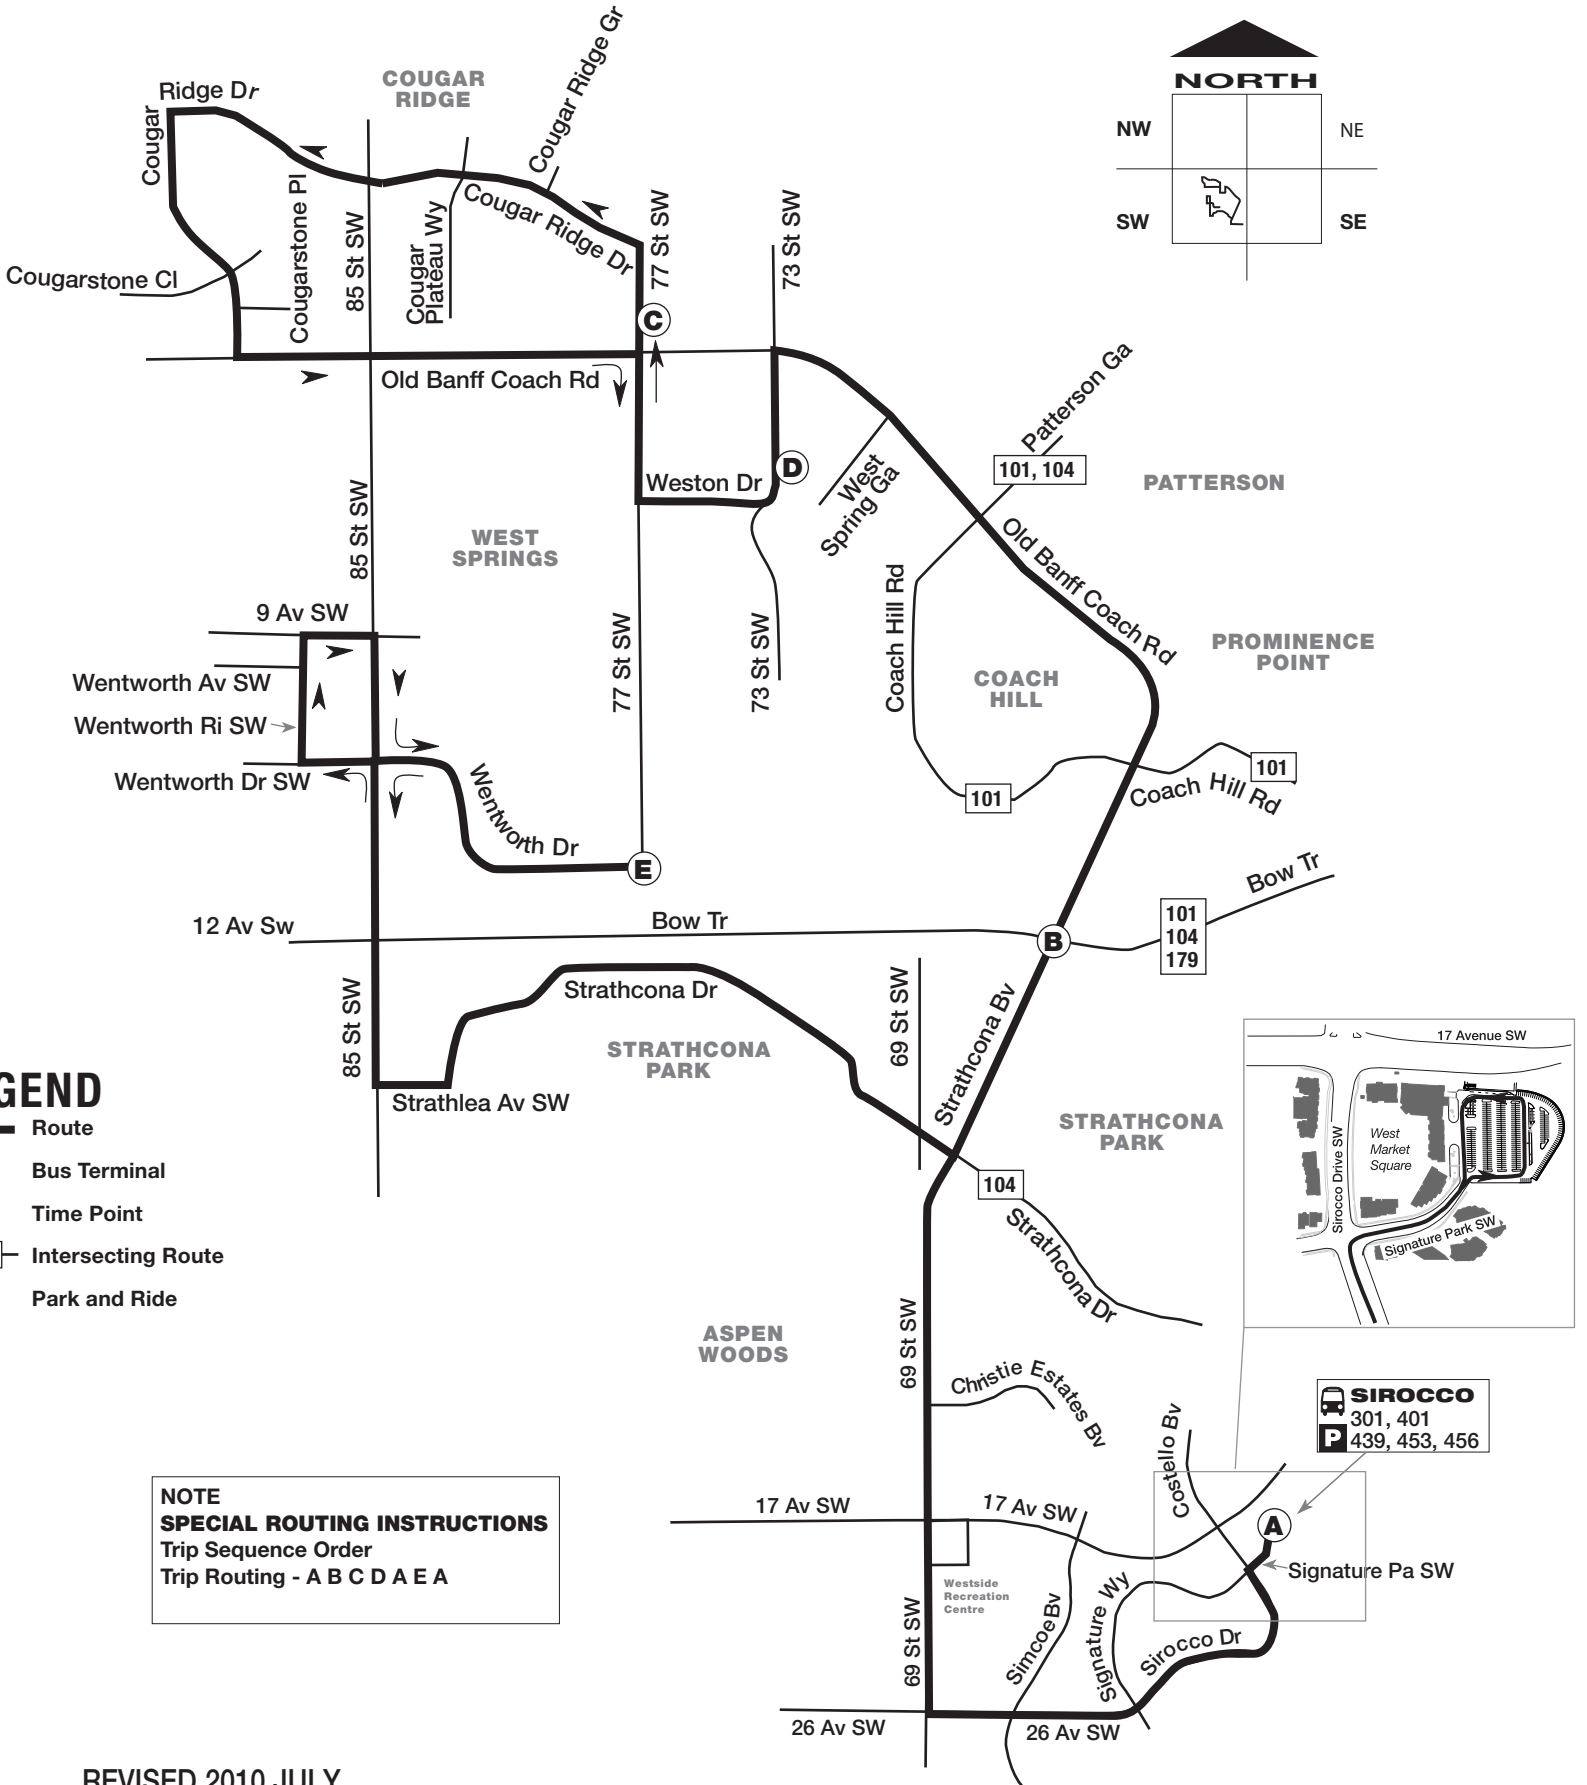 Ridge Dr
Cougar
COUGAR
RIDGE
Cougar Ridge Gr
NORTH
NW
NE
SW
SE
Cougarstone Cl
Cougarstone Pl
85 St SW
Cougar
Plateau Wy
Cougar Ridge Dr
77 St SW
73 St SW
C
Old Banff Coach Rd
Patterson Ga
101, 104
PATTERSON
D
Weston Dr
West
Spring Ga
85 St SW
WEST
SPRINGS
Old Banff Coach Rd
Coach Hill Rd
9 Av SW
77 St SW
73 St SW
PROMINENCE
POINT
COACH
HILL
Wentworth Av SW
Wentworth Ri SW
Wentworth Dr SW
Wentworth Dr
101
101
Coach Hill Rd
E
12 Av Sw
Bow Tr
B
Bow Tr
101
104
179
85 St SW
Strathcona Dr
69 St SW
Strathcona Bv
STRATHCONA
PARK
Strathlea Av SW
STRATHCONA
PARK
GEND
Route
Bus Terminal
Time Point
Intersecting Route
Park and Ride
17 Avenue SW
Sirocco Drive SW
West
Market
Square
Signature Park SW
104
Strathcona Dr
ASPEN
WOODS
69 St SW
Christie Estates Bv
Costello Bv
SIROCCO
301, 401
P
439, 453, 456
NOTE
SPECIAL ROUTING INSTRUCTIONS
Trip Sequence Order
Trip Routing - A B C D A E A
17 Av SW
17 Av SW
A
Signature Pa SW
Westside
Recreation
Centre
69 St SW
Simcoe Bv
Signature Wy
Sirocco Dr
26 Av SW
26 Av SW
REVISED 2010 JULY